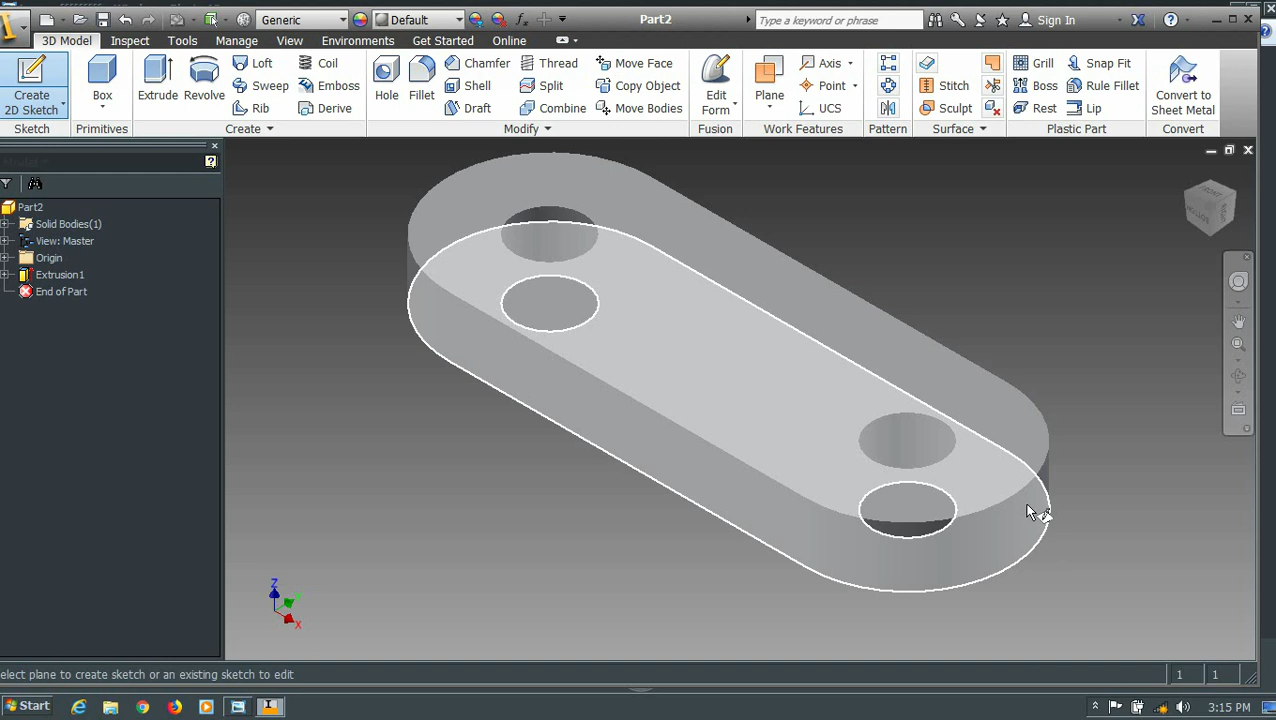 Generic
Default
Part2
Type a keyword or phrase
Sign In
3D Model
Inspect
Tools
Manage
View
Environments
Get Started
Online
Create
2D Sketch
Sketch
Box
Primitives
Extrude
Revolve
Loft
Sweep
Rib
Coil
Emboss
Derive
Create
Hole
Fillet
Chamfer
Shell
Draft
Thread
Split
Combine
Move Face
Copy Object
Move Bodies
Modify
Edit
Form
Fusion
Plane
Axis
Point
UCS
Work Features
Pattern
Stitch
Sculpt
Surface
Grill
Boss
Rest
Snap Fit
Rule Fillet
Lip
Plastic Part
Convert to
Sheet Metal
Convert
Part2
Solid Bodies(1)
View: Master
Origin
Extrusion1
End of Part
FRONT
Z
X
elect plane to create sketch or an existing sketch to edit
1
1
Start
3:15 PM